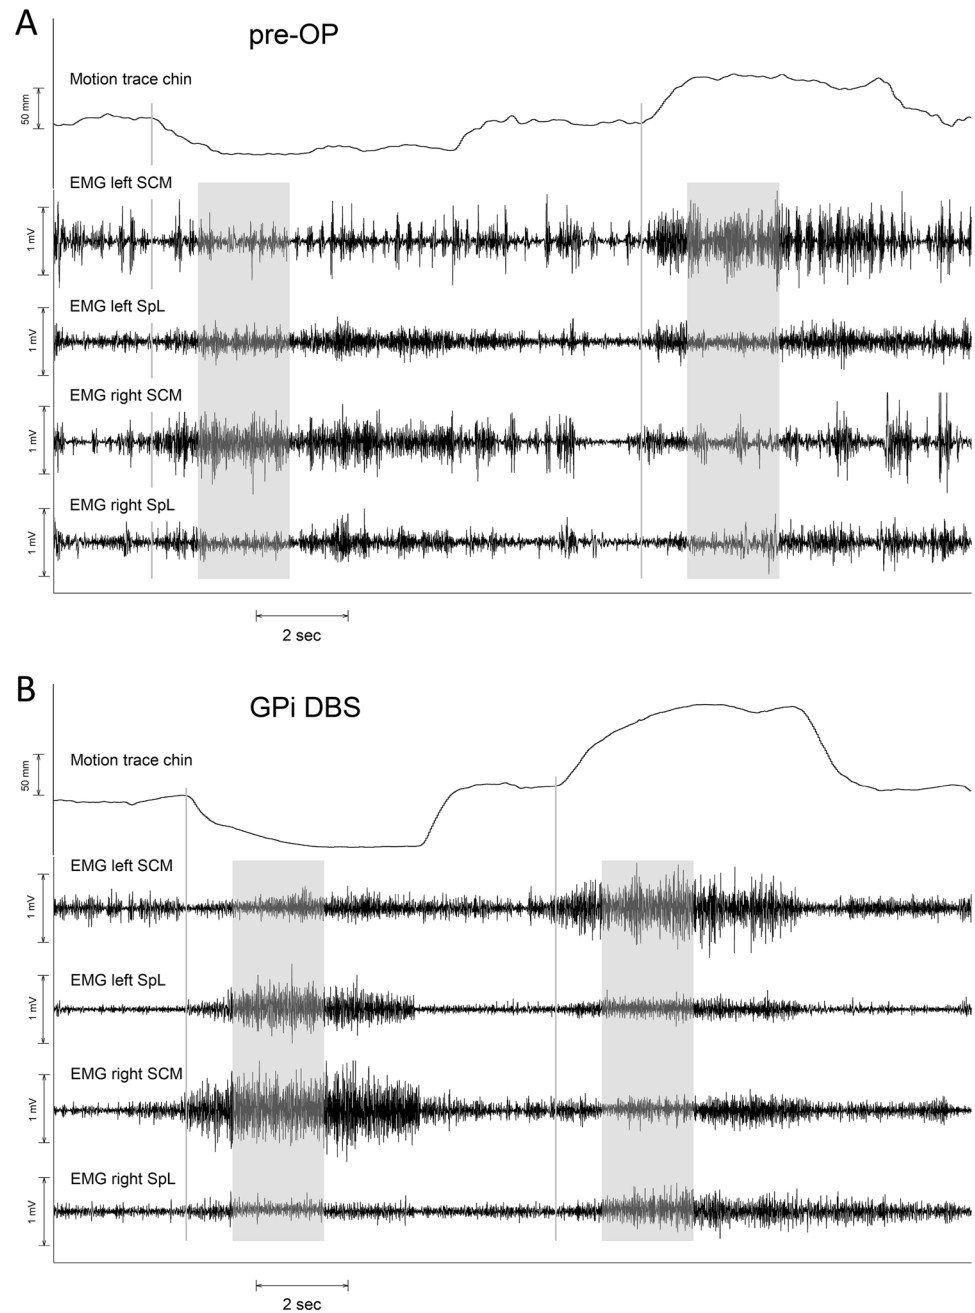 A
pre-OP
Motion trace chin
50 mm
EMG left SCM
1 mV
EMG left SpL
1 mV
EMG right SCM
1 mV
EMG right SpL
1 mV
2 sec
B
GPi DBS
Motion trace chin
50 mm
EMG left SCM
1 mV
EMG left SpL
1 mV
EMG right SCM
1 mV
EMG right SpL
1 mV
2 sec